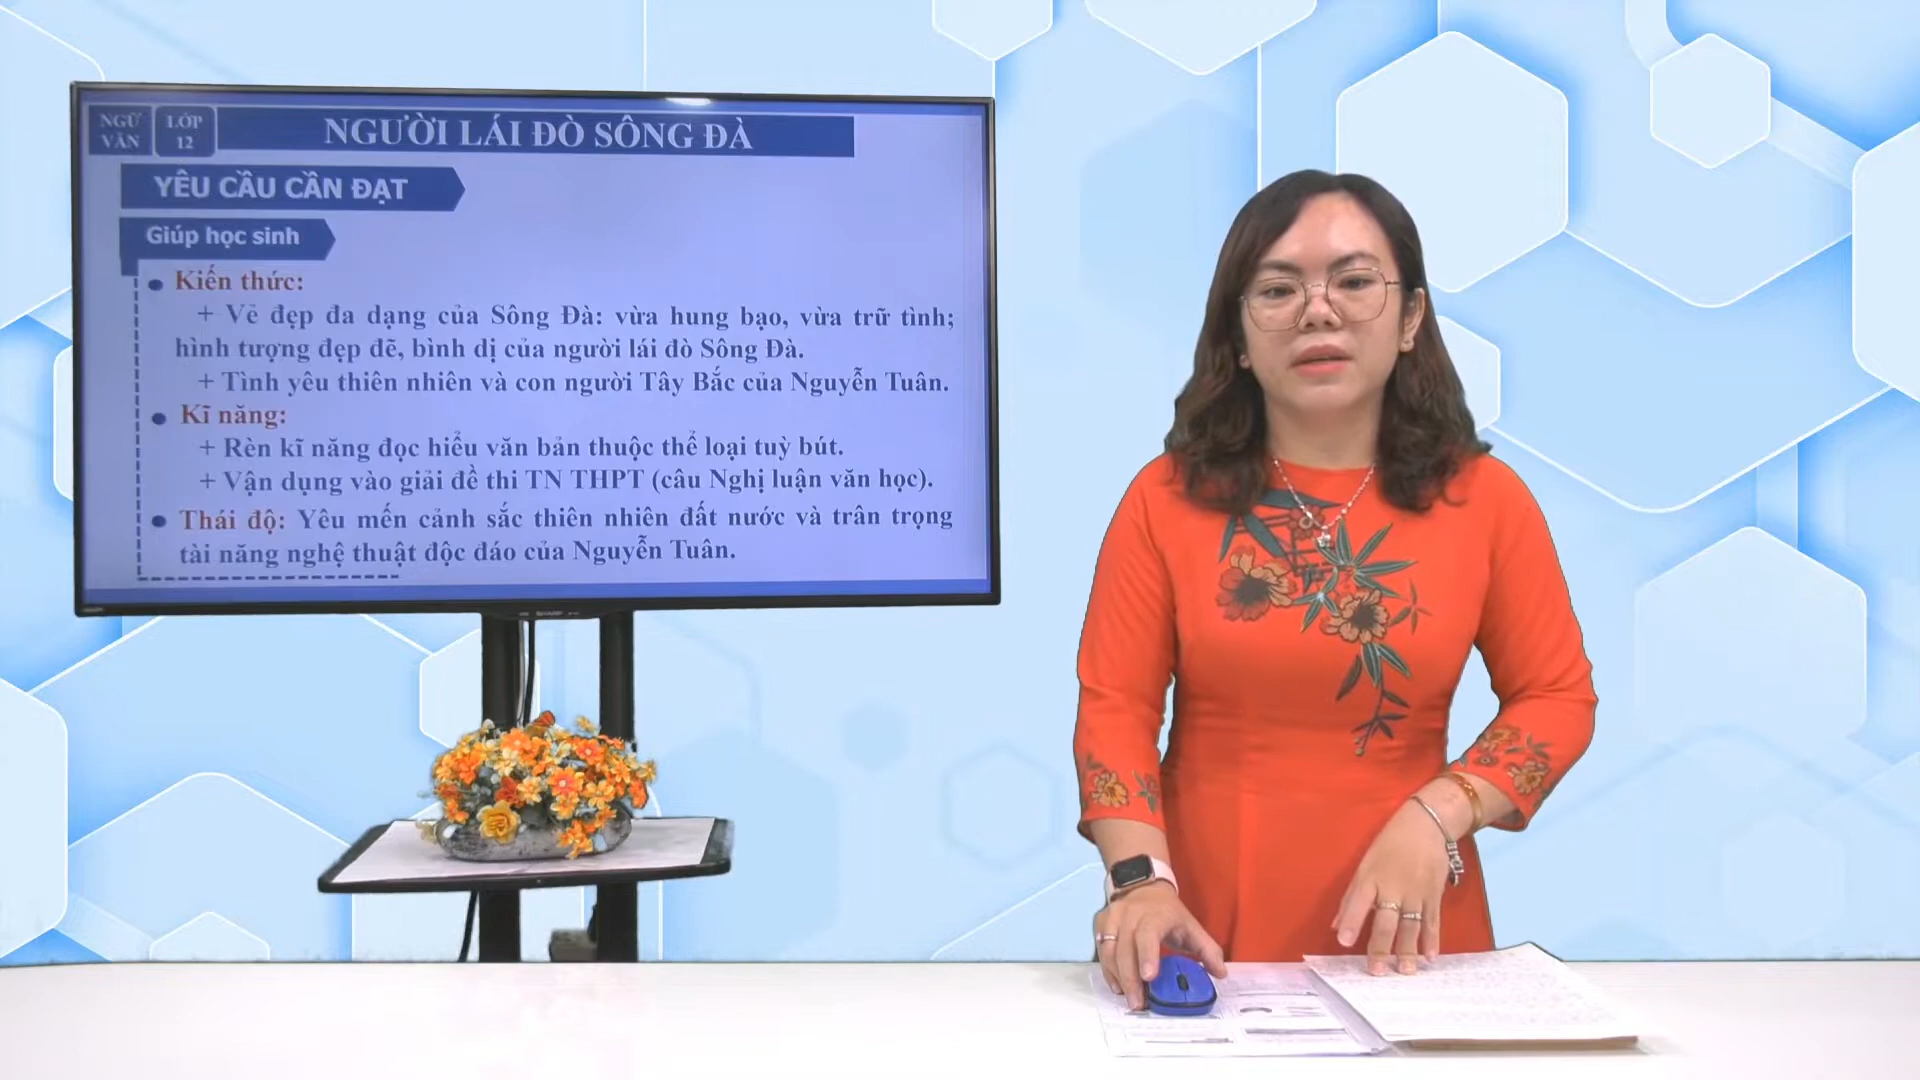 NGỮ VĂN
LỚP 12
NGƯỜI LÁI ĐÒ SÔNG ĐÀ
YÊU CẦU CẦN ĐẠT
Giúp học sinh
Kiến thức:
+ Vẻ đẹp đa dạng của Sông Đà: vừa hung bạo, vừa trữ tình;
hình tượng đẹp đẽ, bình dị của người lái đò Sông Đà.
+ Tình yêu thiên nhiên và con người Tây Bắc của Nguyễn Tuân.
Kĩ năng:
+ Rèn kĩ năng đọc hiểu văn bản thuộc thể loại tuỳ bút.
+ Vận dụng vào giải đề thi TN THPT (câu Nghị luận văn học).
Thái độ: Yêu mến cảnh sắc thiên nhiên đất nước và trân trọng
tài năng nghệ thuật độc đáo của Nguyễn Tuân.
SHARP